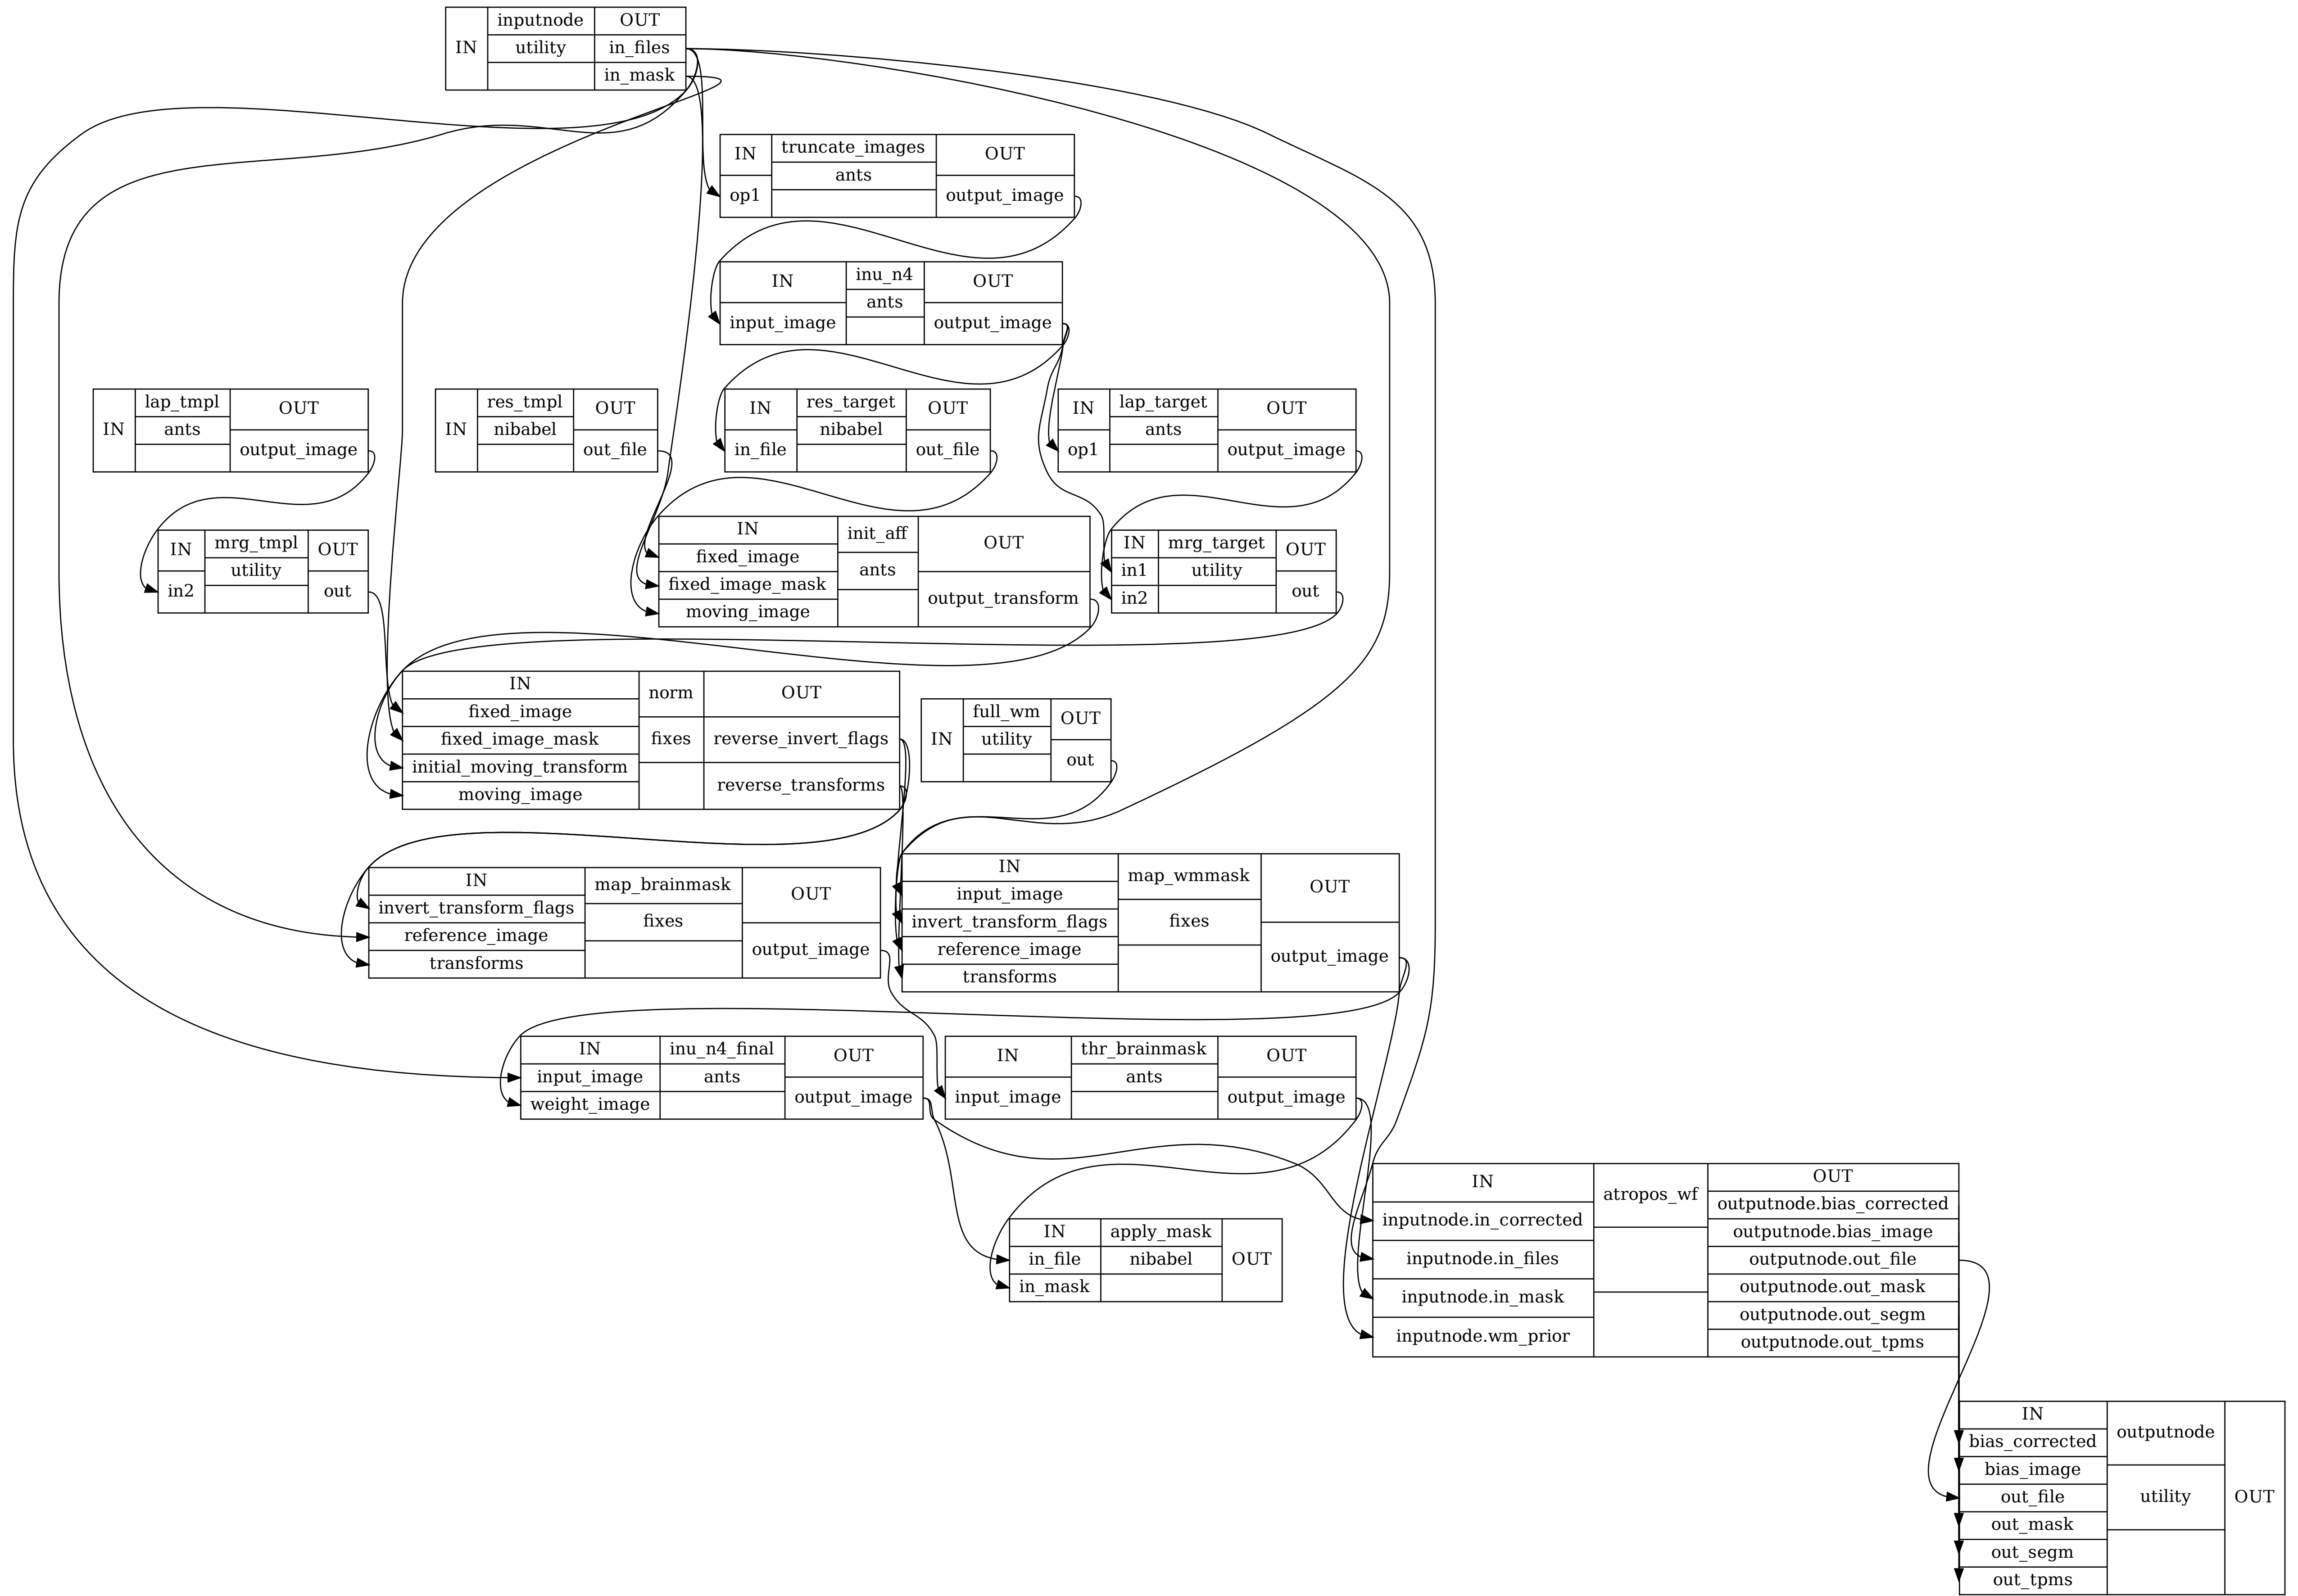 IN
inputnode
utility
OUT
in_files
in_mask
IN
op1
truncate_images
ants
OUT
output_image
IN
input_image
inu_n4
ants
OUT
output_image
IN
lap_tmpl
ants
OUT
output_image
IN
res_tmpl
nibabel
OUT
out_file
IN
in_file
res_target
nibabel
OUT
out_file
IN
op1
lap_target
ants
OUT
output_image
IN
in2
mrg_tmpl
utility
OUT
out
IN
fixed_image
fixed_image_mask
moving_image
init_aff
ants
OUT
output_transform
IN
in1
in2
mrg_target
utility
OUT
out
IN
fixed_image
fixed_image_mask
initial_moving_transform
moving_image
norm
fixes
OUT
reverse_invert_flags
reverse_transforms
IN
full_wm
utility
OUT
out
IN
invert_transform_flags
reference_image
transforms
map_brainmask
fixes
OUT
output_image
IN
input_image
invert_transform_flags
reference_image
transforms
map_wmmask
fixes
OUT
output_image
IN
input_image
weight_image
inu_n4_final
ants
OUT
output_image
IN
input_image
thr_brainmask
ants
OUT
output_image
IN
in_file
in_mask
apply_mask
nibabel
OUT
IN
inputnode.in_corrected
inputnode.in_files
inputnode.in_mask
inputnode.wm_prior
atropos_wf
OUT
outputnode.bias_corrected
outputnode.bias_image
outputnode.out_file
outputnode.out_mask
outputnode.out_segm
outputnode.out_tpms
IN
bias_corrected
bias_image
out_file
out_mask
out_segm
out_tpms
outputnode
utility
OUT